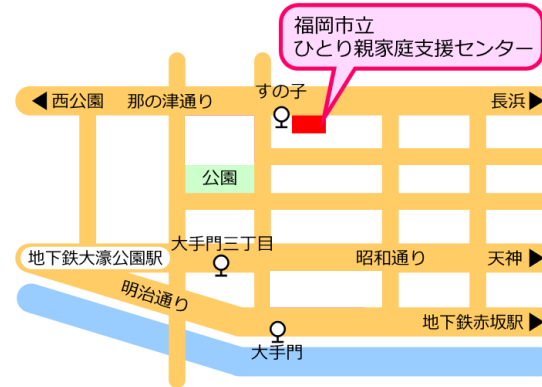 福岡市立
ひとり親家庭支援センター
すの子
◀西公園
那の津通り
長浜▶
公園
大手門三丁目
地下鉄大濠公園駅
昭和通り
天神▶
明治通り
地下鉄赤坂駅▶
大手門